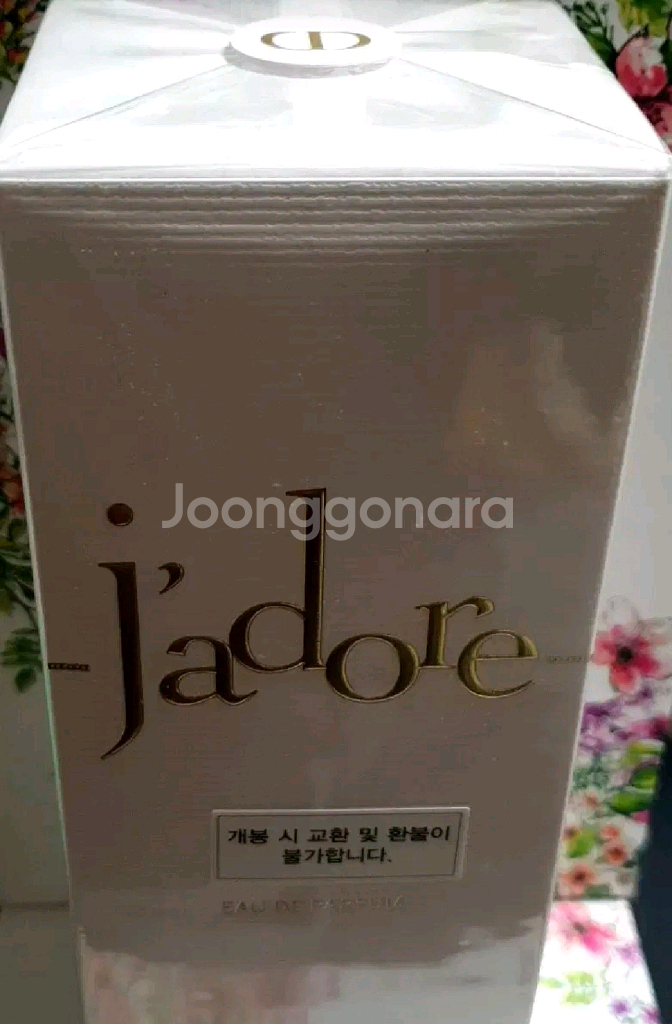 CD
Joonggonara
j'adore
개봉 시 교환 및 환불이
불가합니다.
EAU DE PARFUM